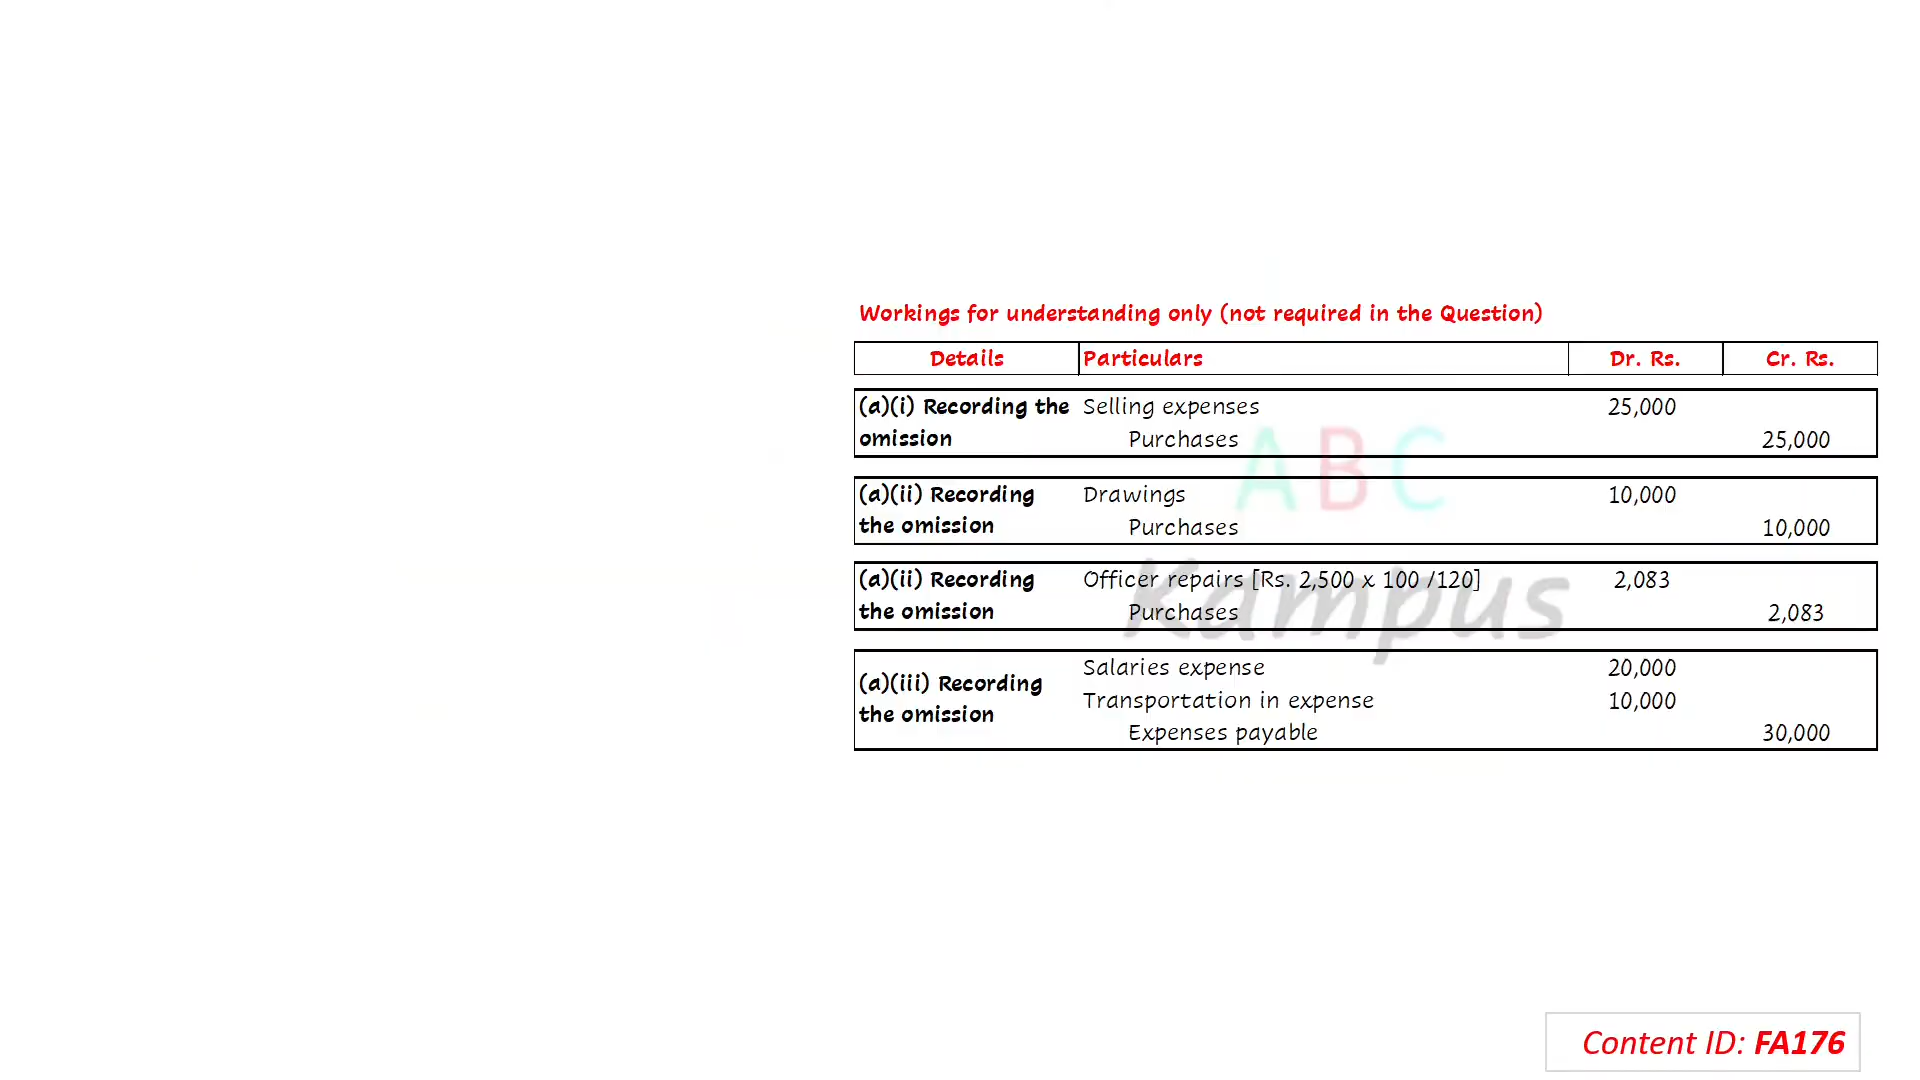 Workings for understanding only (not required in the Question)
Details Particulars Dr. Rs. Cr. Rs.
(a)(i) Recording the Selling expenses 25,000
omission Purchases 25,000
ABC
(a)(ii) Recording Drawings 10,000
the omission Purchases 10,000
Kampus
(a)(ii) Recording Officer repairs [Rs. 2,500 x 100 /120] 2,083
the omission Purchases 2,083
Salaries expense 20,000
(a)(iii) Recording Transportation in expense 10,000
the omission Expenses payable 30,000
Content ID: FA176